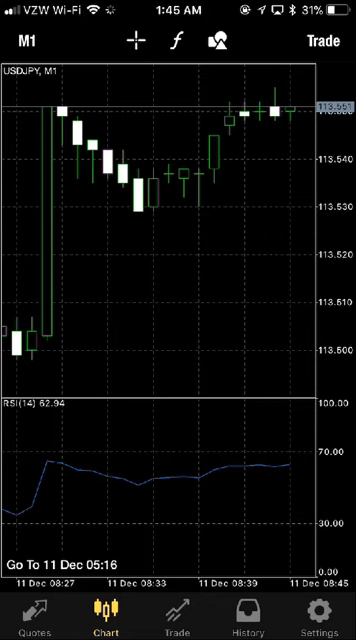 VZW Wi-Fi 1:45 AM 31%
M1 f Trade
USDJPY, M1
113.551
113.540
113.530
113.520
113.510
113.500
RSI(14) 62.94
100.00
70.00
30.00
0.00
Go To 11 Dec 05:16
11 Dec 08:27 11 Dec 08:33 11 Dec 08:39 11 Dec 08:45
Quotes Chart Trade History Settings